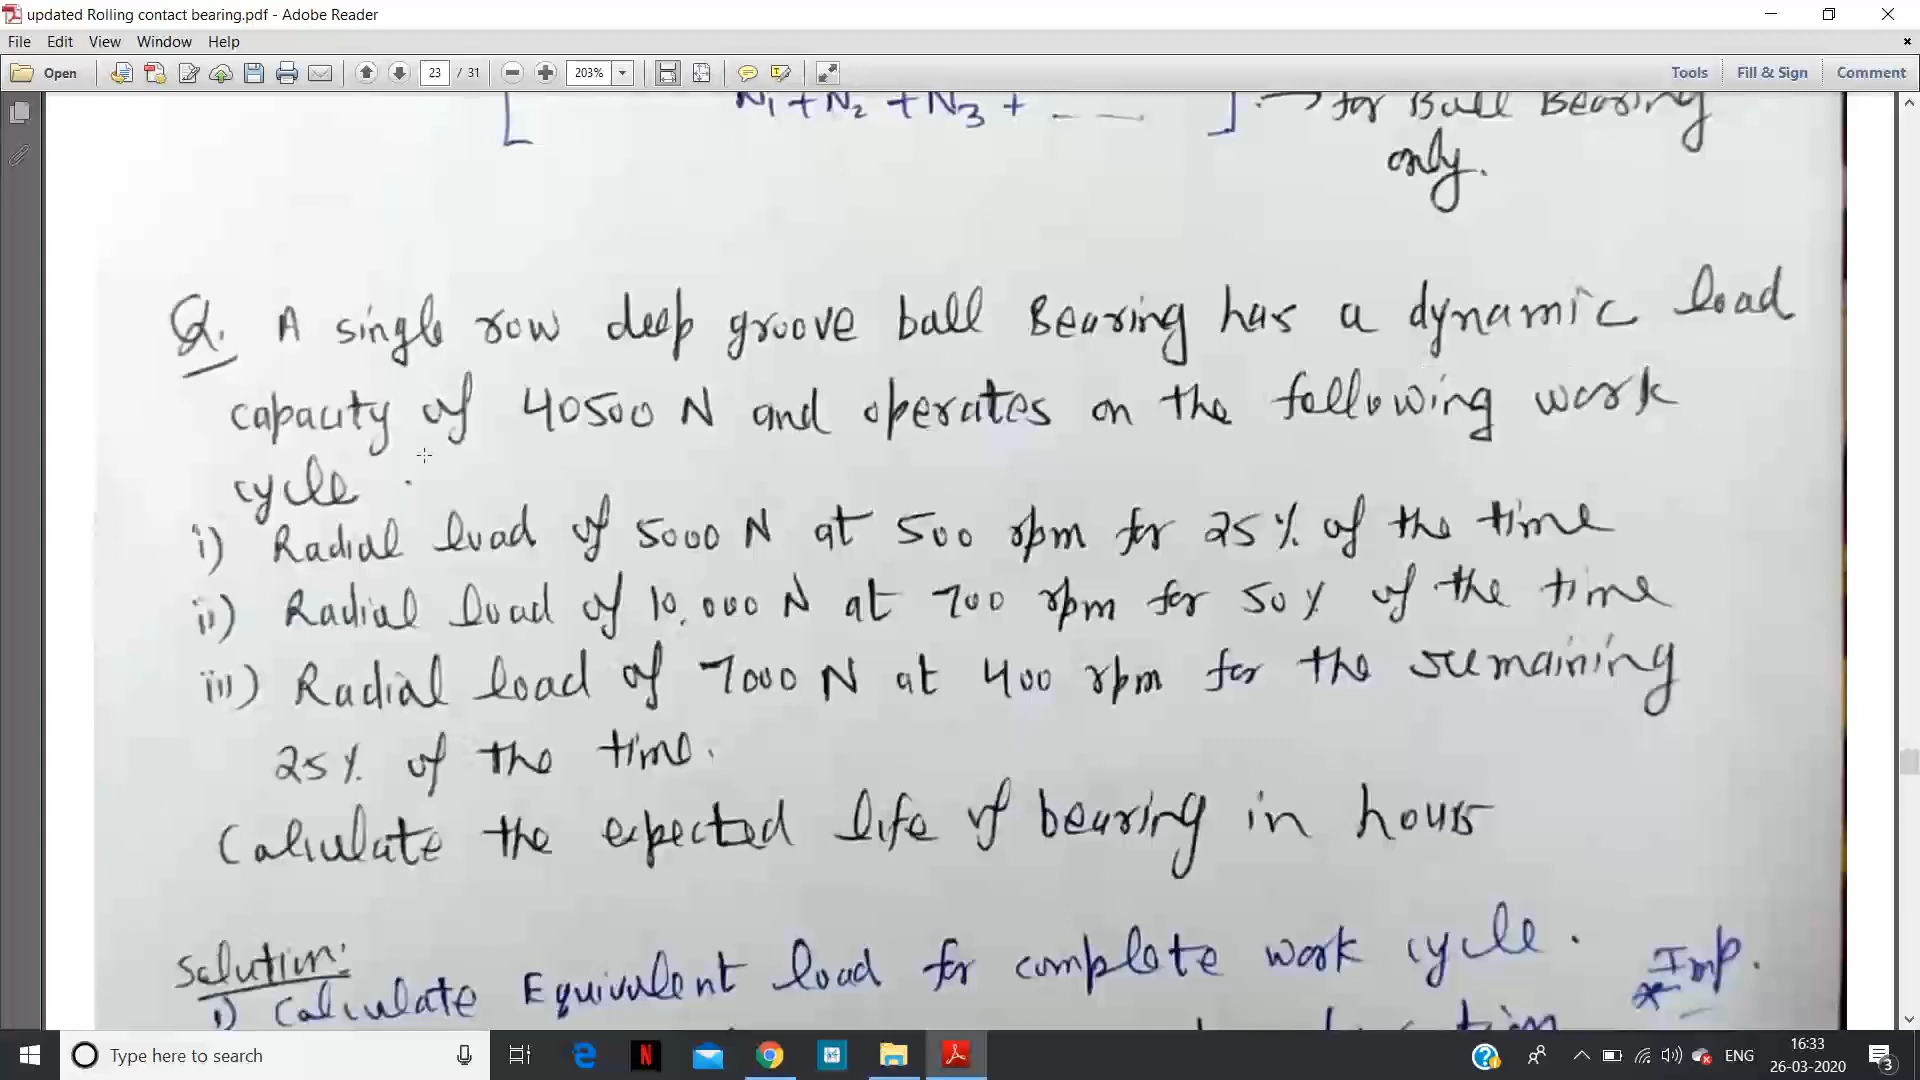 updated Rolling contact bearing.pdf - Adobe Reader
File Edit View Window Help
Open 23 / 31 203% Tools Fill & Sign Comment
N1 + N2 + N3 + - - - ] → for Ball Bearing
only.
Q. A single row deep groove ball Bearing has a dynamic load
capacity of 40500 N and operates on the following work
cycle.
i) Radial load of 5000 N at 500 rpm for 25% of the time
ii) Radial load of 10,000 N at 700 rpm for 50% of the time
iii) Radial load of 7000 N at 400 rpm for the remaining
25% of the time.
Calculate the expected life of bearing in hours
Solution:
i) Calculate Equivalent load for complete work cycle.
* Imp.
Type here to search
ENG
16:33
26-03-2020
3